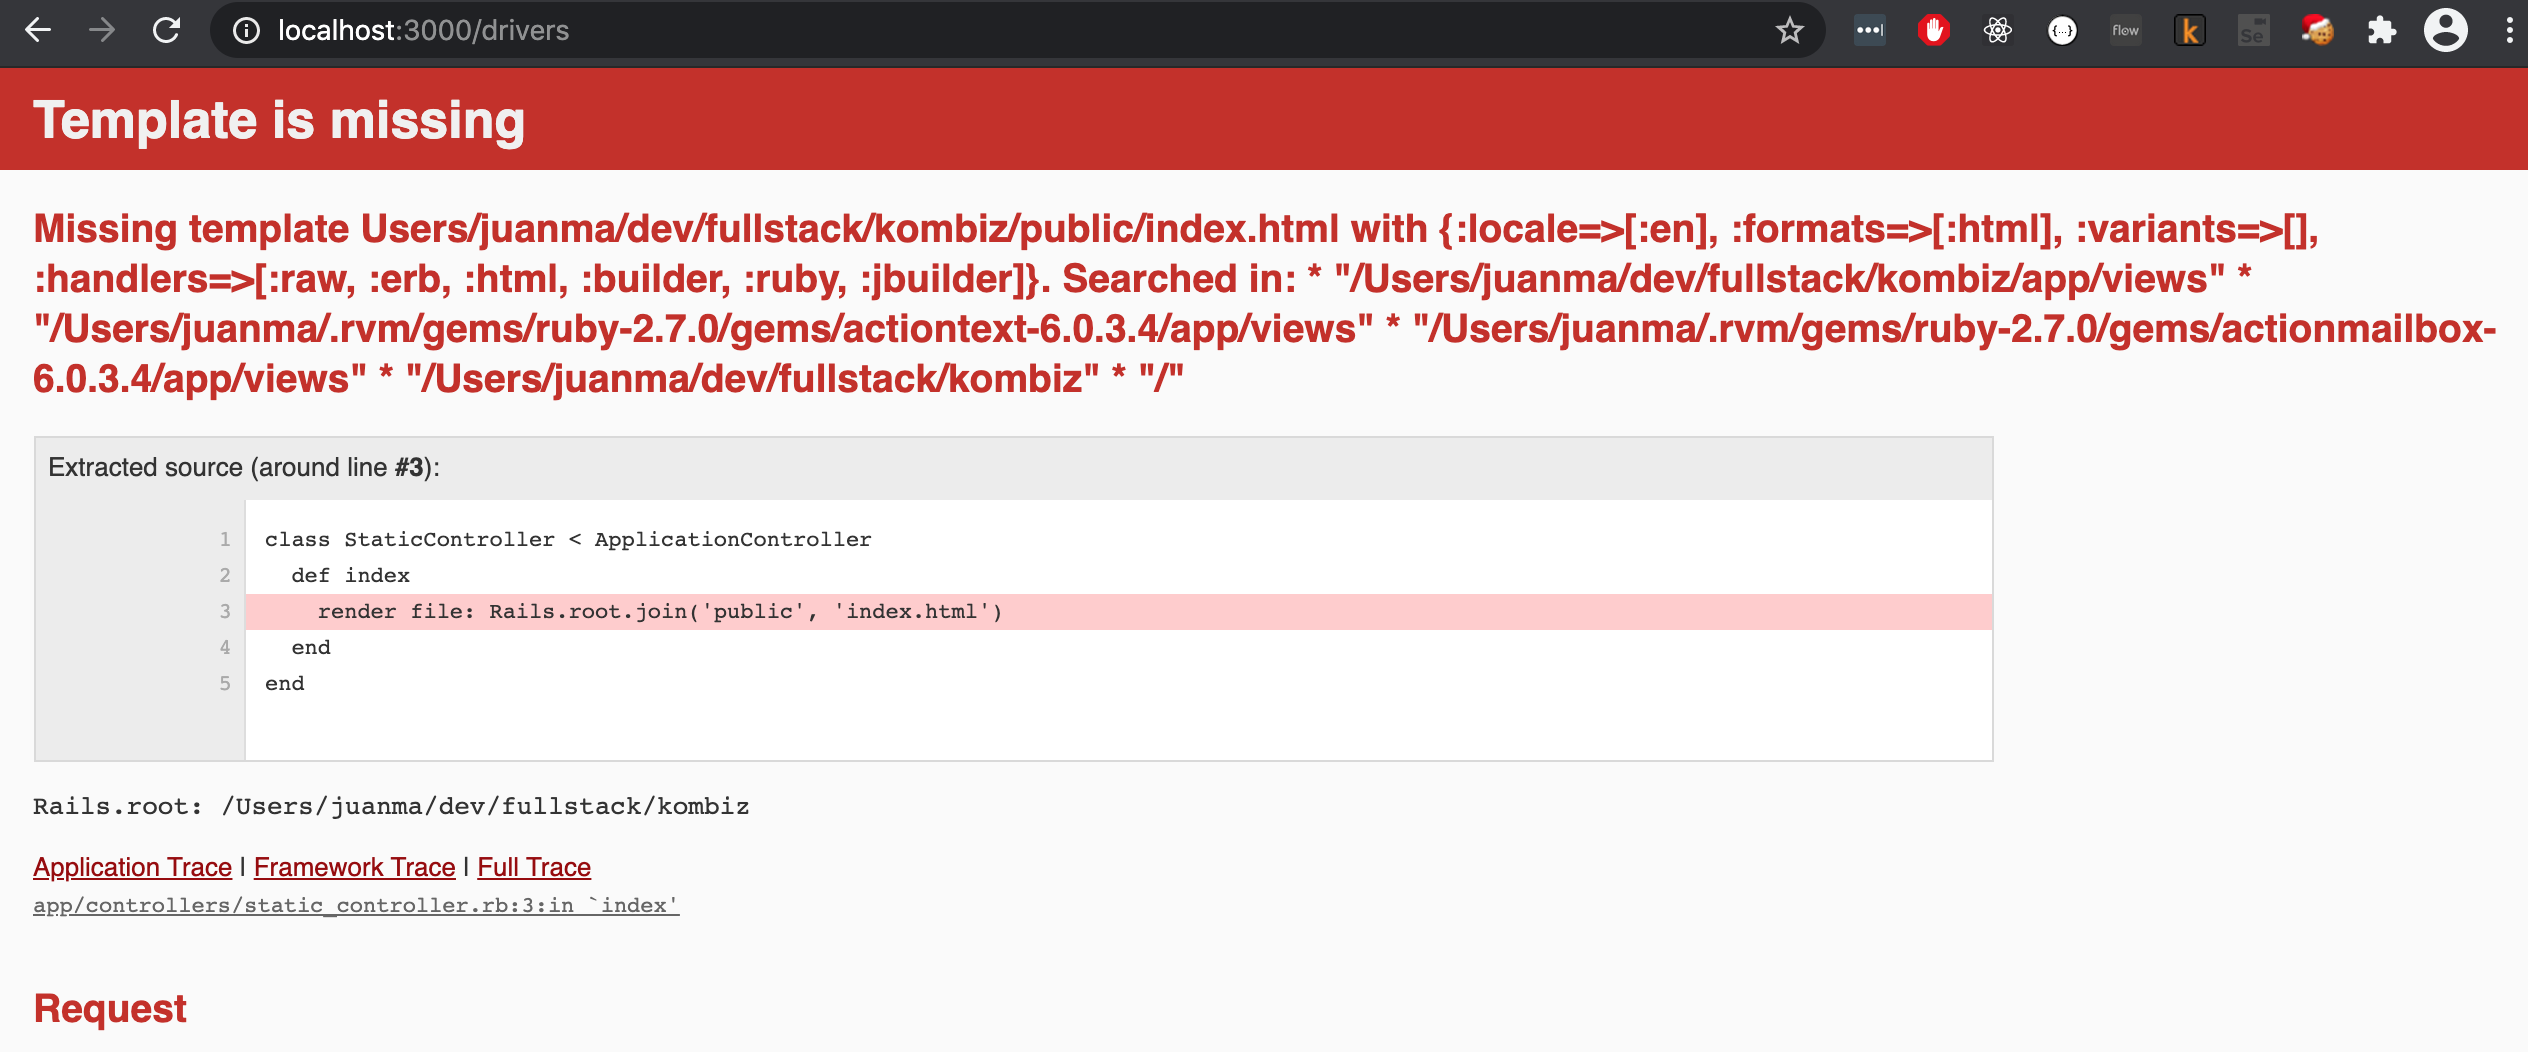 localhost:3000/drivers
flow
k
Se
Template is missing
Missing template Users/juanma/dev/fullstack/kombiz/public/index.html with {:locale=>[:en], :formats=>[:html], :variants=>[],
:handlers=>[:raw, :erb, :html, :builder, :ruby, :jbuilder]}. Searched in: * "/Users/juanma/dev/fullstack/kombiz/app/views" *
"/Users/juanma/.rvm/gems/ruby-2.7.0/gems/actiontext-6.0.3.4/app/views" * "/Users/juanma/.rvm/gems/ruby-2.7.0/gems/actionmailbox-
6.0.3.4/app/views" * "/Users/juanma/dev/fullstack/kombiz" * "/"
Extracted source (around line #3):
1 class StaticController < ApplicationController
2 def index
3 render file: Rails.root.join('public', 'index.html')
4 end
5 end
Rails.root: /Users/juanma/dev/fullstack/kombiz
Application Trace | Framework Trace | Full Trace
app/controllers/static_controller.rb:3:in `index'
Request